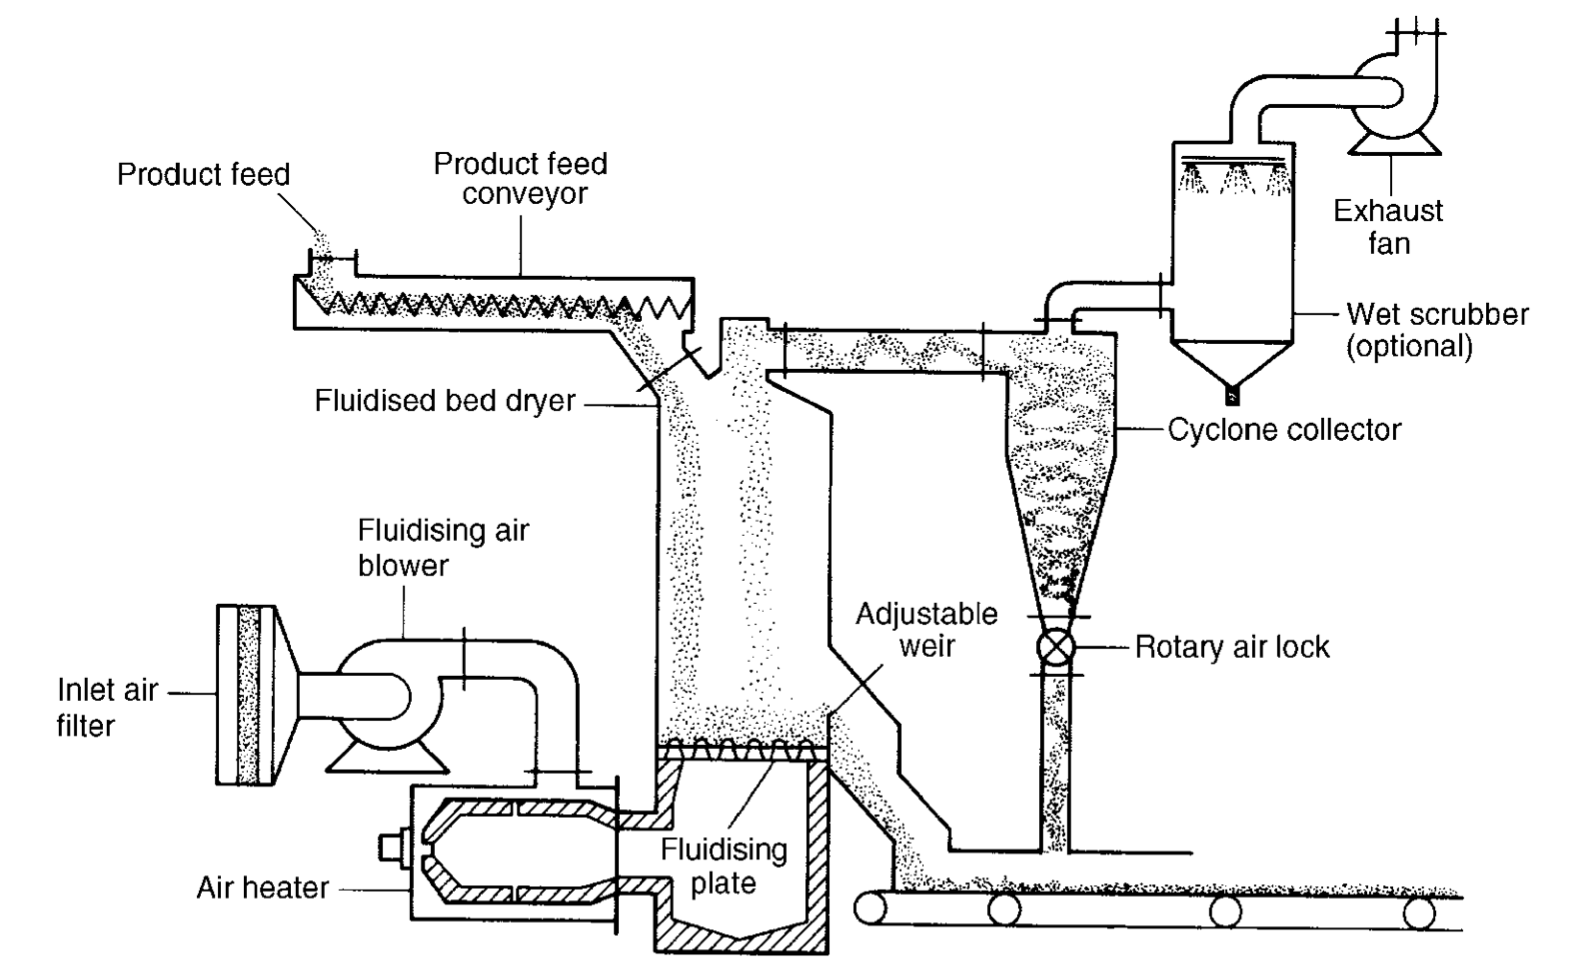 Product feed
Product feed
conveyor
Exhaust
fan
Wet scrubber
(optional)
Fluidised bed dryer
Cyclone collector
Fluidising air
blower
Adjustable
weir
Rotary air lock
Inlet air
filter
Fluidising
plate
Air heater